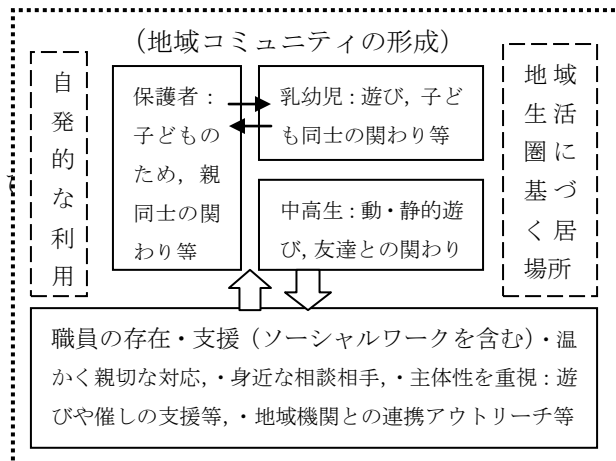 （地域コミュニティの形成）
自発的な利用
保護者：
子どもの
ため，親
同士の関
わり等
乳幼児：遊び，子ど
も同士の関わり等
中高生：動・静的遊
び，友達との関わり
地域
生活
圏に
基づ
く居
場所
職員の存在・支援（ソーシャルワークを含む）・温
かく親切な対応，・身近な相談相手，・主体性を重視：遊
びや催しの支援等，・地域機関との連携アウトリーチ等